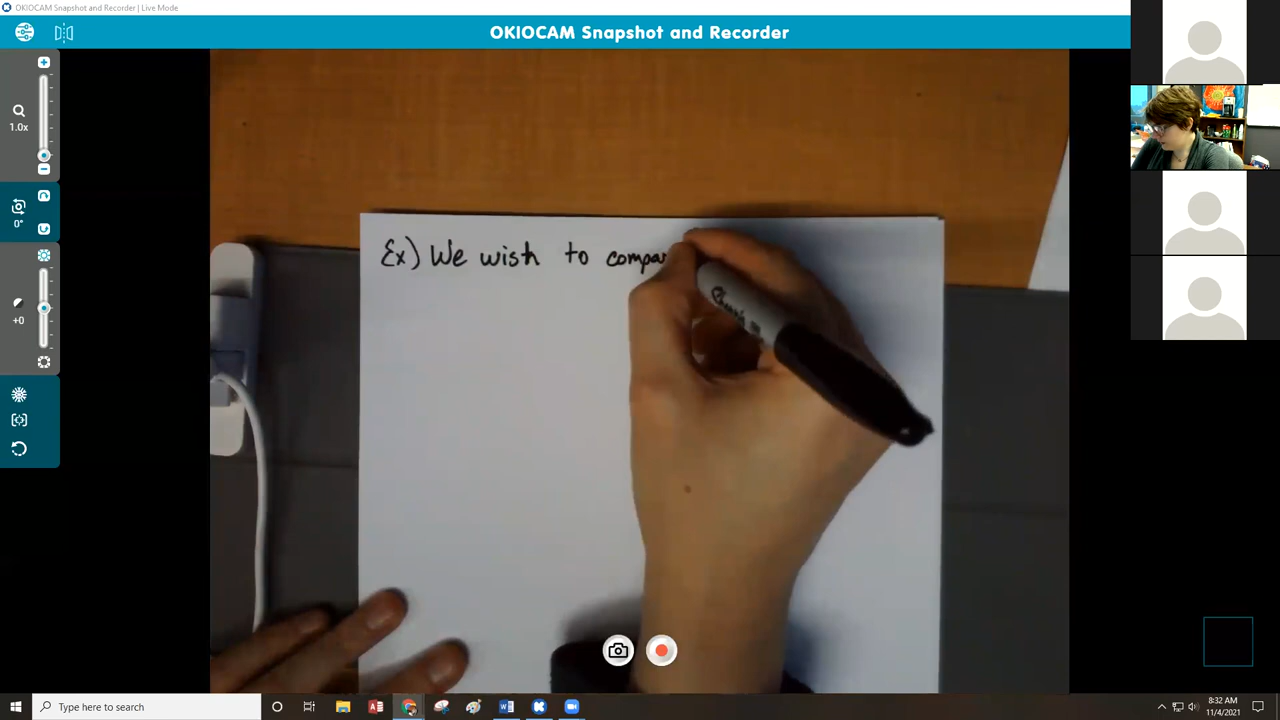 OKIOCAM Snapshot and Recorder | Live Mode
OKIOCAM Snapshot and Recorder
1.0x
0°
+0
Ex) We wish to compar
Type here to search
8:32 AM
11/4/2021